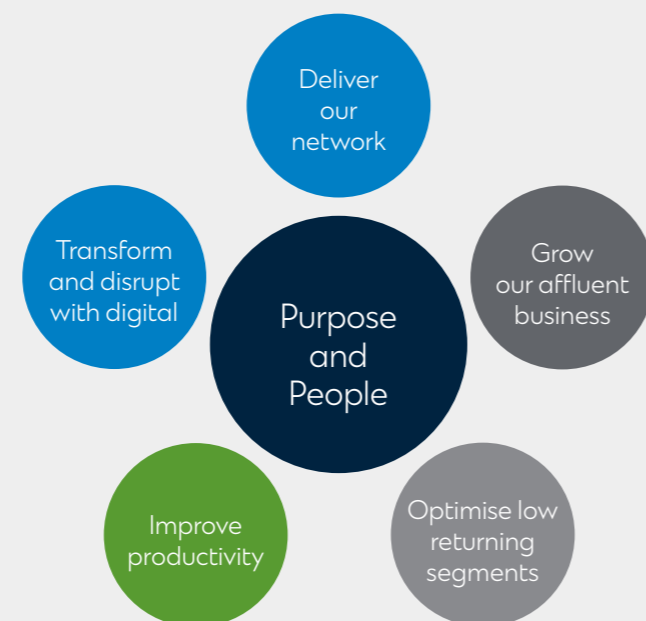 Deliver
our
network
Transform
and disrupt
with digital
Grow
our affluent
business
Purpose
and
People
Improve
productivity
Optimise low
returning
segments